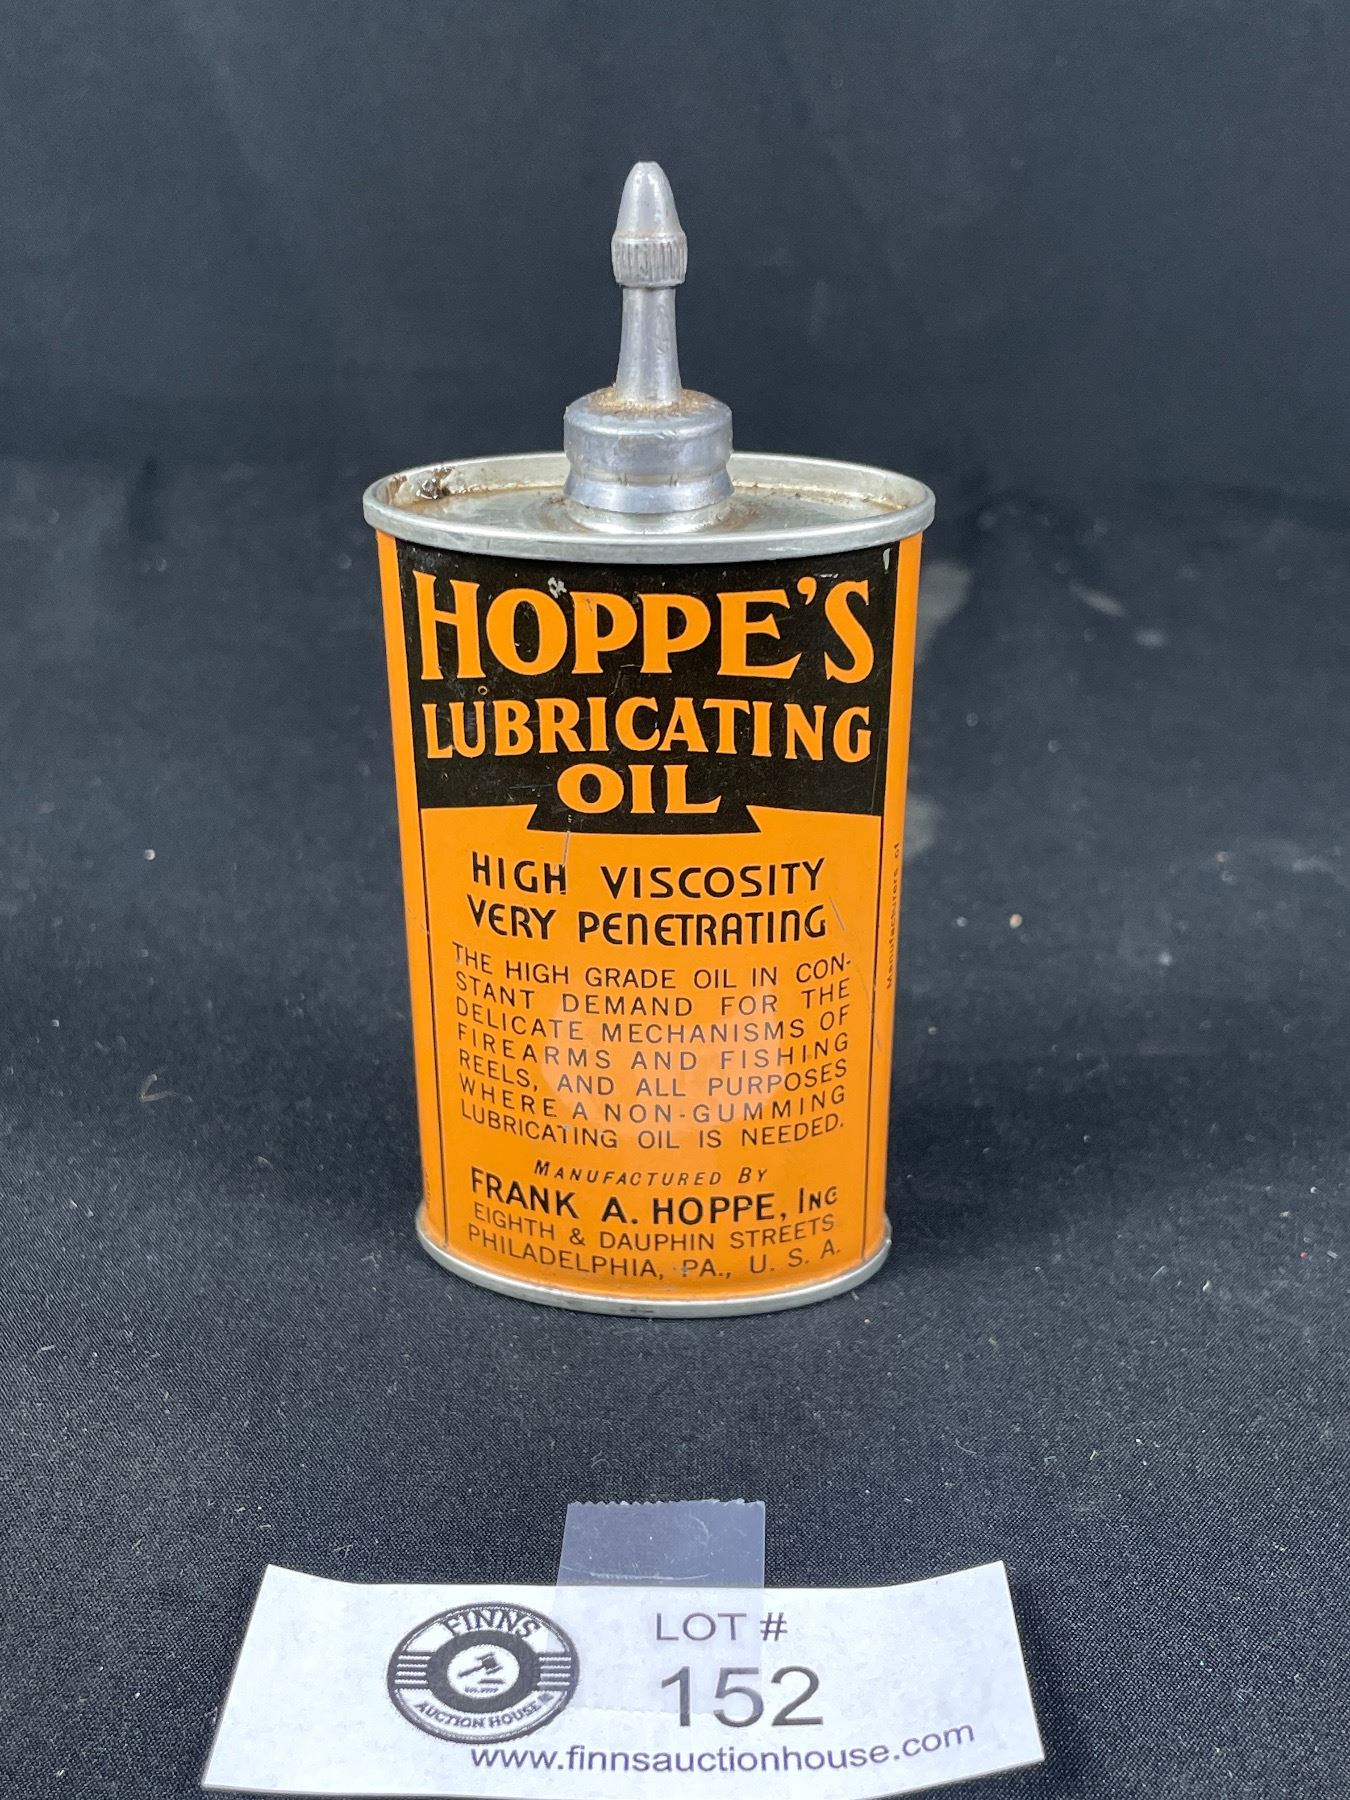 HOPPE'S
LUBRICATING
OIL
HIGH VISCOSITY
VERY PENETRATING
THE HIGH GRADE OIL IN CON-
STANT DEMAND FOR THE
DELICATE MECHANISMS OF
FIREARMS AND FISHING
REELS, AND ALL PURPOSES
WHERE A NON-GUMMING
LUBRICATING OIL IS NEEDED.
MANUFACTURED BY
FRANK A. HOPPE, INC
EIGHTH & DAUPHIN STREETS
PHILADELPHIA, PA., U. S. A.
Manufacturers of
FINNS
AUCTION HOUSE
LOT #
152
www.finnsauctionhouse.com